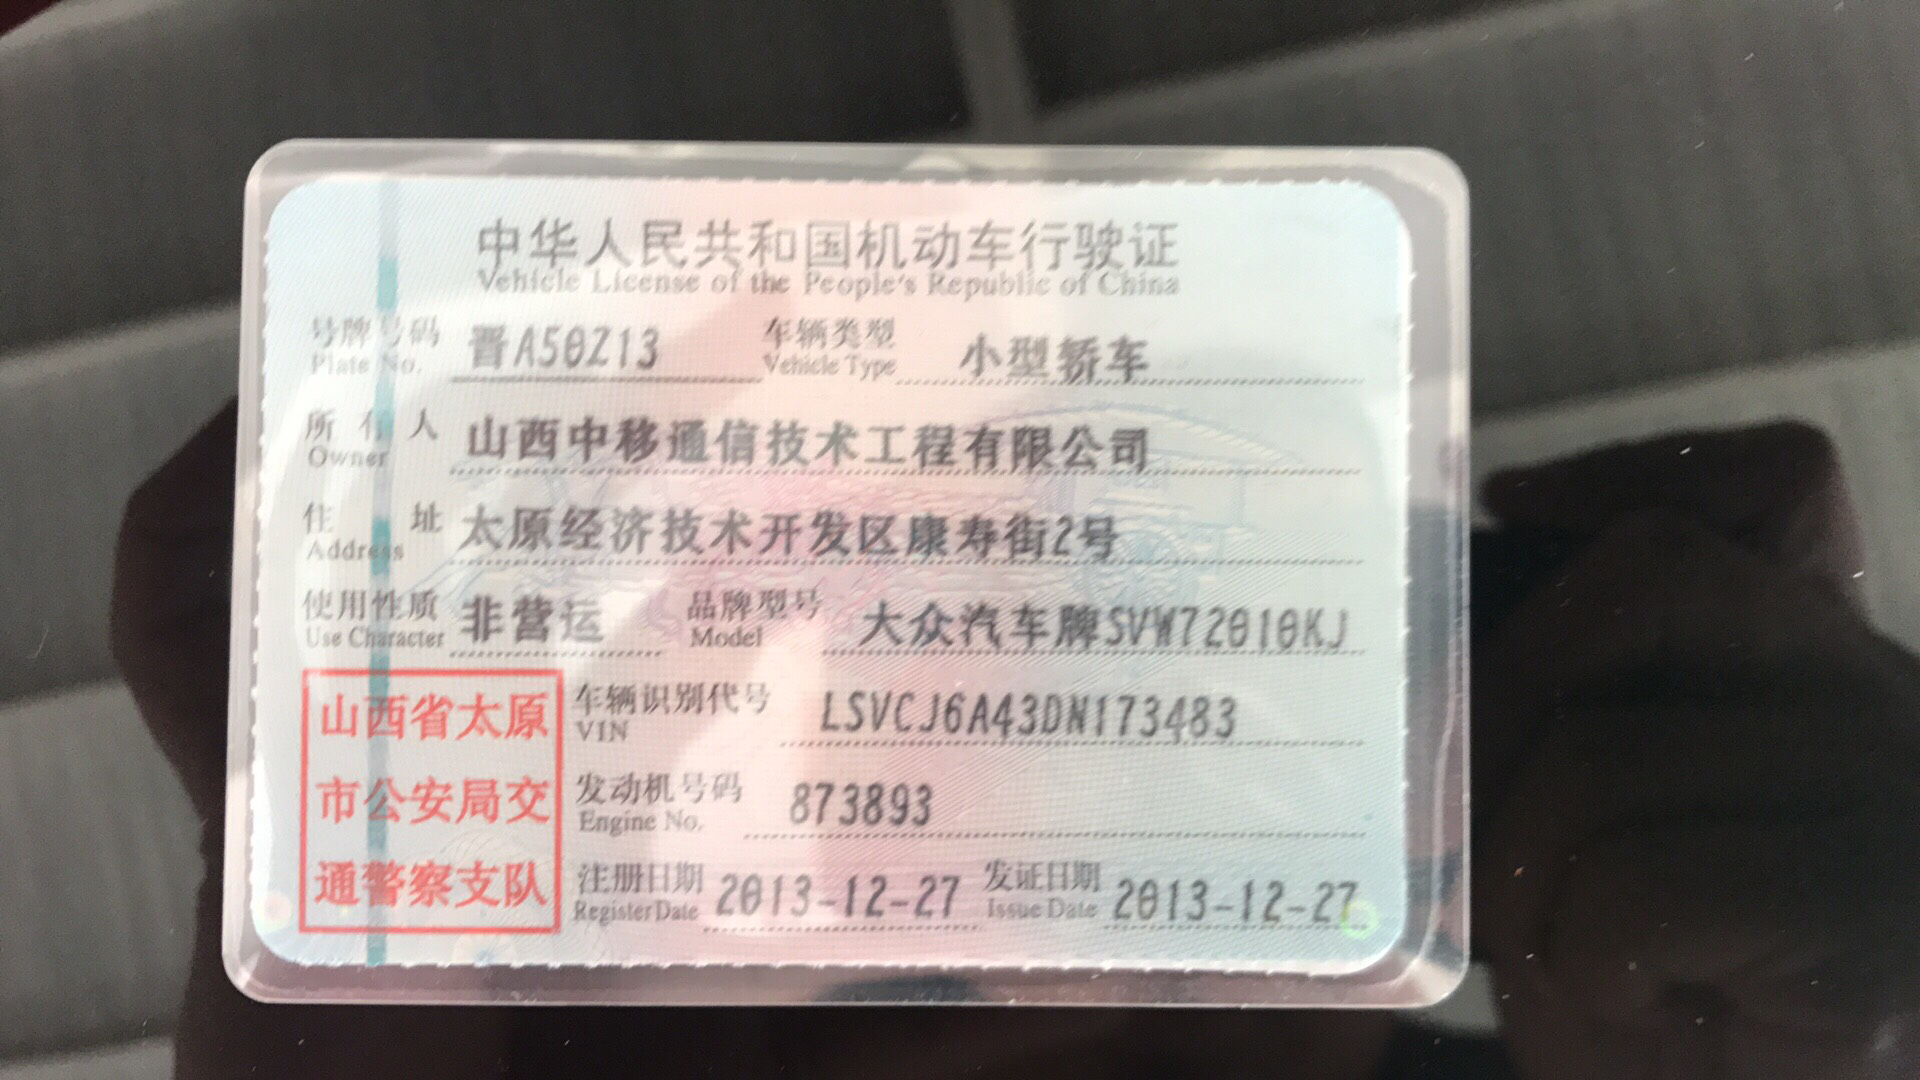 中华人民共和国机动车行驶证
Vehicle License of the People's Republic of China
号牌号码 晋A50Z13 车辆类型 小型轿车
Plate No. Vehicle Type
所有人 山西中移通信技术工程有限公司
Owner
住址 太原经济技术开发区康寿街2号
Address
使用性质 非营运 品牌型号 大众汽车牌SVW72010KJ
Use Character Model
山西省太原
市公安局交
通警察支队
车辆识别代号 LSVCJ6A43DN173483
VIN
发动机号码 873893
Engine No.
注册日期 2013-12-27 发证日期 2013-12-27
Register Date Issue Date